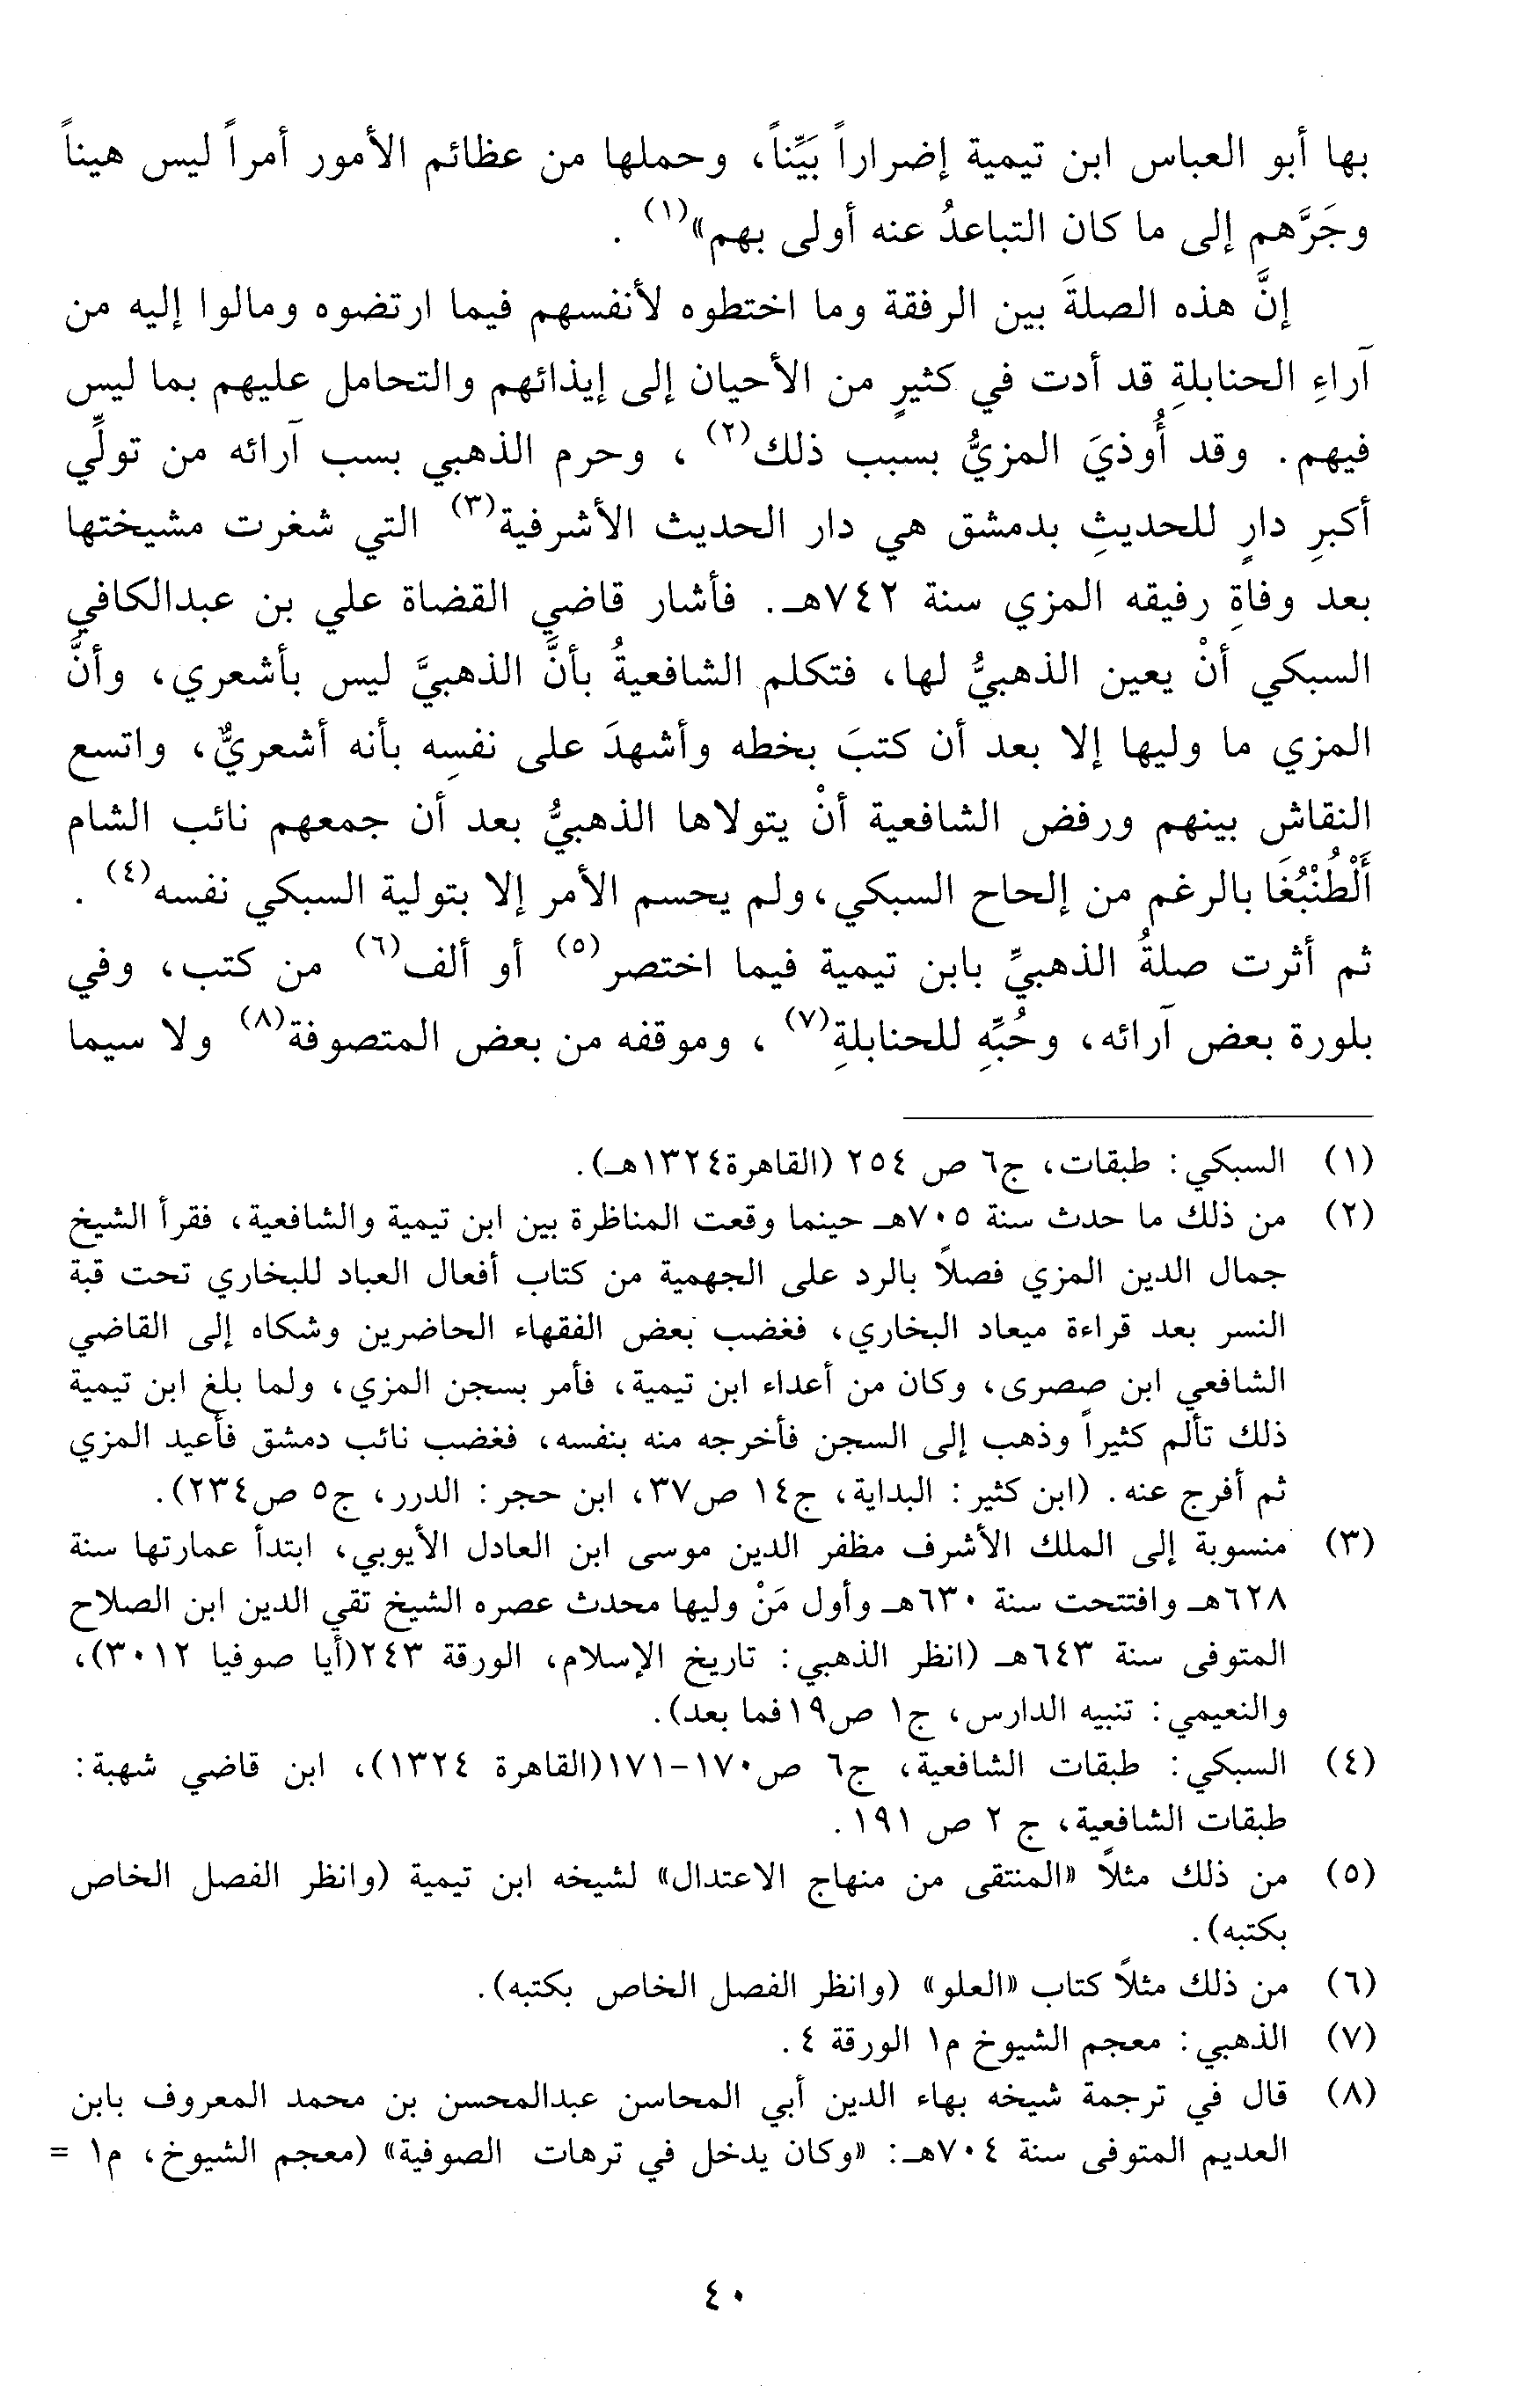 بها أبو العباس ابن تيمية إضراراً بَيِّناً، وحملها من عظائم الأمور أمراً ليس هيناً
وجَرَّهم إلى ما كان التباعدُ عنه أولى بهم»(١) .
إنَّ هذه الصلةَ بين الرفقة وما اختطوه لأنفسهم فيما ارتضوه ومالوا إليه من
آراءِ الحنابلةِ قد أدت في كثيرٍ من الأحيان إلى إيذائهم والتحامل عليهم بما ليس
فيهم. وقد أُوذيَ المزيُّ بسبب ذلك(٢) ، وحرم الذهبي بسب آرائه من تولِّي
أكبرِ دارٍ للحديثِ بدمشق هي دار الحديث الأشرفية(٣) التي شغرت مشيختها
بعد وفاةِ رفيقه المزي سنة ٧٤٢هـ. فأشار قاضي القضاة علي بن عبدالكافي
السبكي أنْ يعين الذهبيُّ لها، فتكلم الشافعيةُ بأنَّ الذهبيَّ ليس بأشعري، وأنَّ
المزي ما وليها إلا بعد أن كتبَ بخطه وأشهدَ على نفسِه بأنه أشعريٌّ، واتسع
النقاش بينهم ورفض الشافعية أنْ يتولاها الذهبيُّ بعد أن جمعهم نائب الشام
أَلْطُنْبُغَا بالرغم من إلحاح السبكي، ولم يحسم الأمر إلا بتولية السبكي نفسه(٤) .
ثم أثرت صلةُ الذهبيِّ بابن تيمية فيما اختصر(٥) أو ألف(٦) من كتب، وفي
بلورة بعض آرائه، وحُبِّهِ للحنابلةِ(٧) ، وموقفه من بعض المتصوفة(٨) ولا سيما
(١) السبكي: طبقات، ج٦ ص ٢٥٤ (القاهرة١٣٢٤هـ).
(٢) من ذلك ما حدث سنة ٧٠٥هـ حينما وقعت المناظرة بين ابن تيمية والشافعية، فقرأ الشيخ
جمال الدين المزي فصلاً بالرد على الجهمية من كتاب أفعال العباد للبخاري تحت قبة
النسر بعد قراءة ميعاد البخاري، فغضب بعض الفقهاء الحاضرين وشكاه إلى القاضي
الشافعي ابن صصرى، وكان من أعداء ابن تيمية، فأمر بسجن المزي، ولما بلغ ابن تيمية
ذلك تألم كثيراً وذهب إلى السجن فأخرجه منه بنفسه، فغضب نائب دمشق فأعيد المزي
ثم أفرج عنه. (ابن كثير: البداية، ج١٤ ص٣٧، ابن حجر: الدرر، ج٥ ص٢٣٤).
(٣) منسوبة إلى الملك الأشرف مظفر الدين موسى ابن العادل الأيوبي، ابتدأ عمارتها سنة
٦٢٨هـ وافتتحت سنة ٦٣٠هـ وأول مَنْ وليها محدث عصره الشيخ تقي الدين ابن الصلاح
المتوفى سنة ٦٤٣هـ (انظر الذهبي: تاريخ الإسلام، الورقة ٢٤٣(أيا صوفيا ٣٠١٢)،
والنعيمي: تنبيه الدارس، ج١ ص١٩فما بعد).
(٤) السبكي: طبقات الشافعية، ج٦ ص١٧٠-١٧١(القاهرة ١٣٢٤)، ابن قاضي شهبة:
طبقات الشافعية، ج ٢ ص ١٩١ .
(٥) من ذلك مثلاً «المنتقى من منهاج الاعتدال» لشيخه ابن تيمية (وانظر الفصل الخاص
بكتبه).
(٦) من ذلك مثلاً كتاب «العلو» (وانظر الفصل الخاص بكتبه).
(٧) الذهبي: معجم الشيوخ م١ الورقة ٤ .
(٨) قال في ترجمة شيخه بهاء الدين أبي المحاسن عبدالمحسن بن محمد المعروف بابن
العديم المتوفى سنة ٧٠٤هـ: «وكان يدخل في ترهات الصوفية» (معجم الشيوخ، م١ =
٤٠